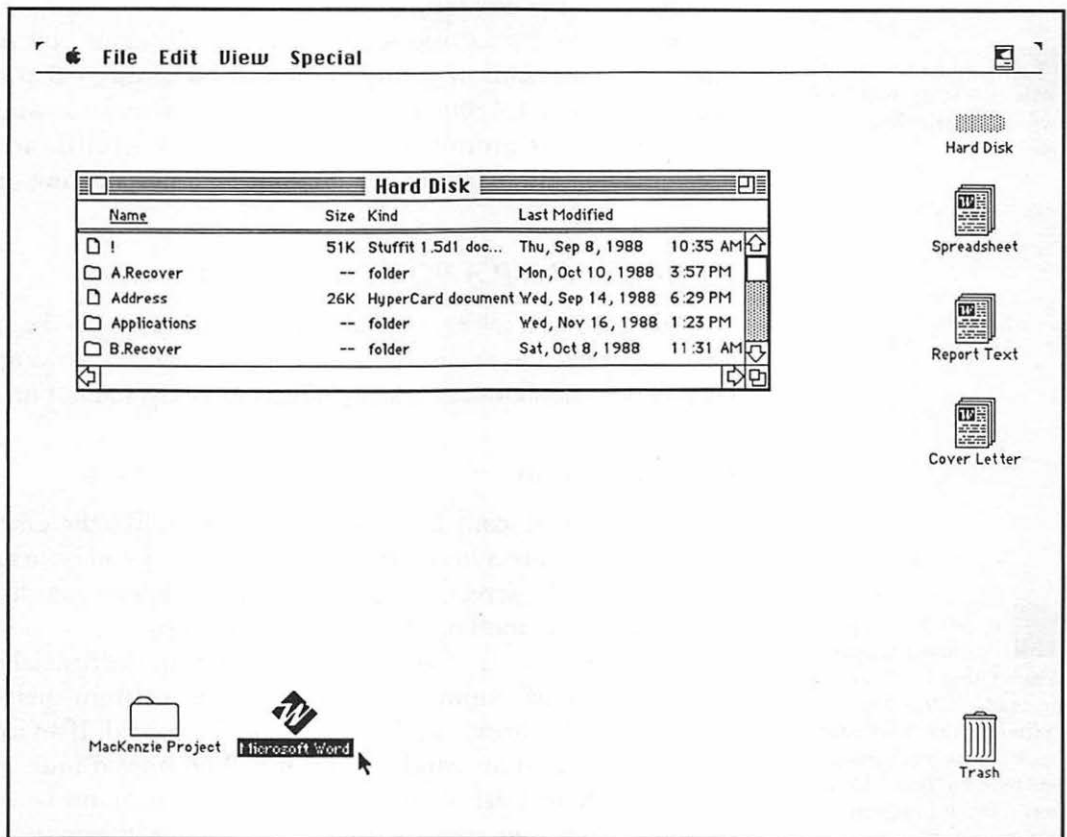 File Edit View Special
Hard Disk
Hard Disk
Name Size Kind Last Modified
! 51K Stuffit 1.5d1 doc... Thu, Sep 8, 1988 10:35 AM
A.Recover -- folder Mon, Oct 10, 1988 3:57 PM
Address 26K HyperCard document Wed, Sep 14, 1988 6:29 PM
Applications -- folder Wed, Nov 16, 1988 1:23 PM
B.Recover -- folder Sat, Oct 8, 1988 11:31 AM
Spreadsheet
Report Text
Cover Letter
MacKenzie Project
Microsoft Word
Trash